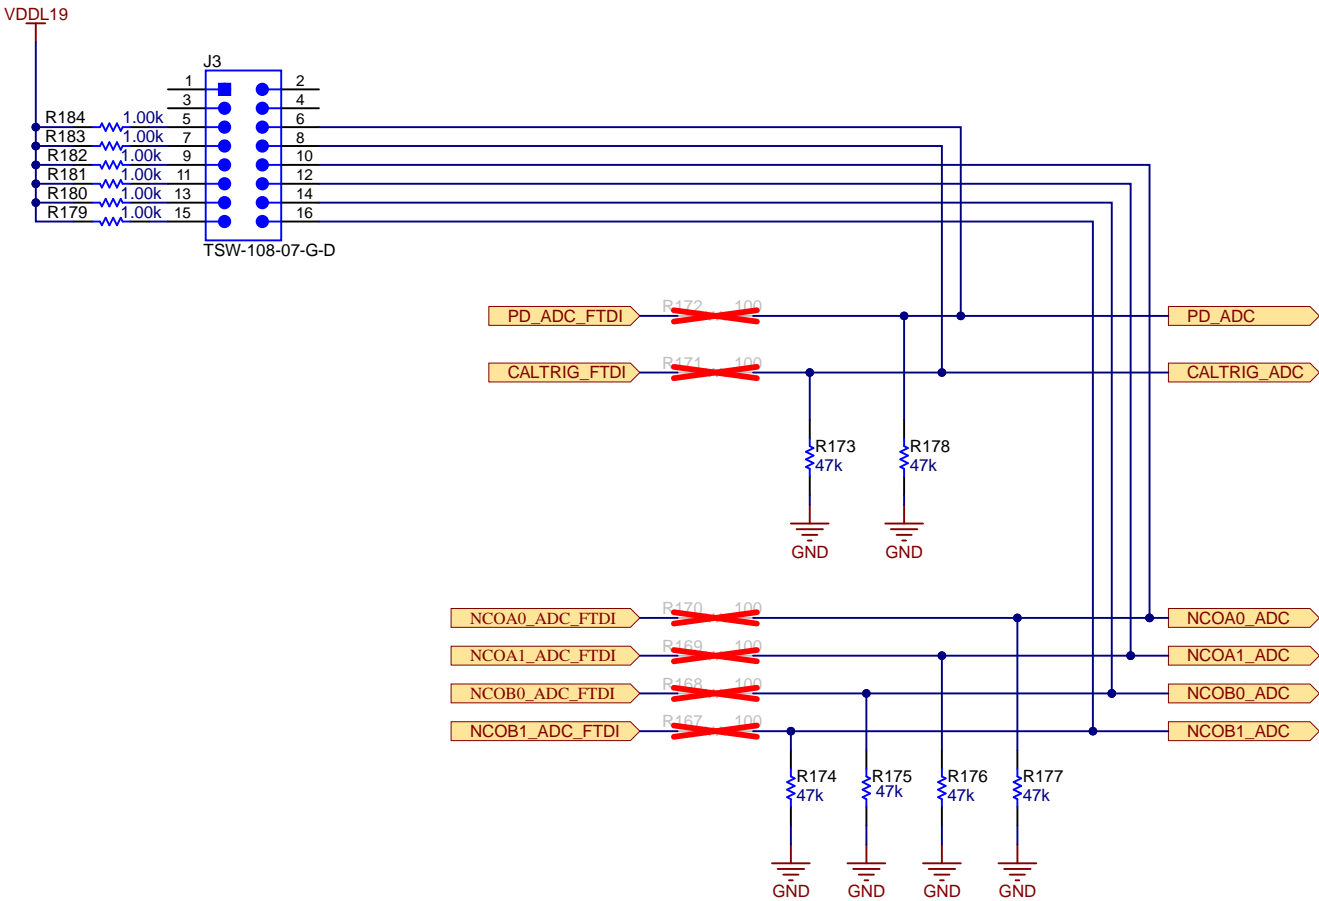 VDDL19
J3
1 2
3 4
R184 1.00k 5 6
R183 1.00k 7 8
R182 1.00k 9 10
R181 1.00k 11 12
R180 1.00k 13 14
R179 1.00k 15 16
TSW-108-07-G-D
R172 100
PD_ADC_FTDI PD_ADC
R171 100
CALTRIG_FTDI CALTRIG_ADC
R173 R178
47k 47k
GND GND
R170 100
NCOA0_ADC_FTDI NCOA0_ADC
R169 100
NCOA1_ADC_FTDI NCOA1_ADC
R168 100
NCOB0_ADC_FTDI NCOB0_ADC
R167 100
NCOB1_ADC_FTDI NCOB1_ADC
R174 R175 R176 R177
47k 47k 47k 47k
GND GND GND GND